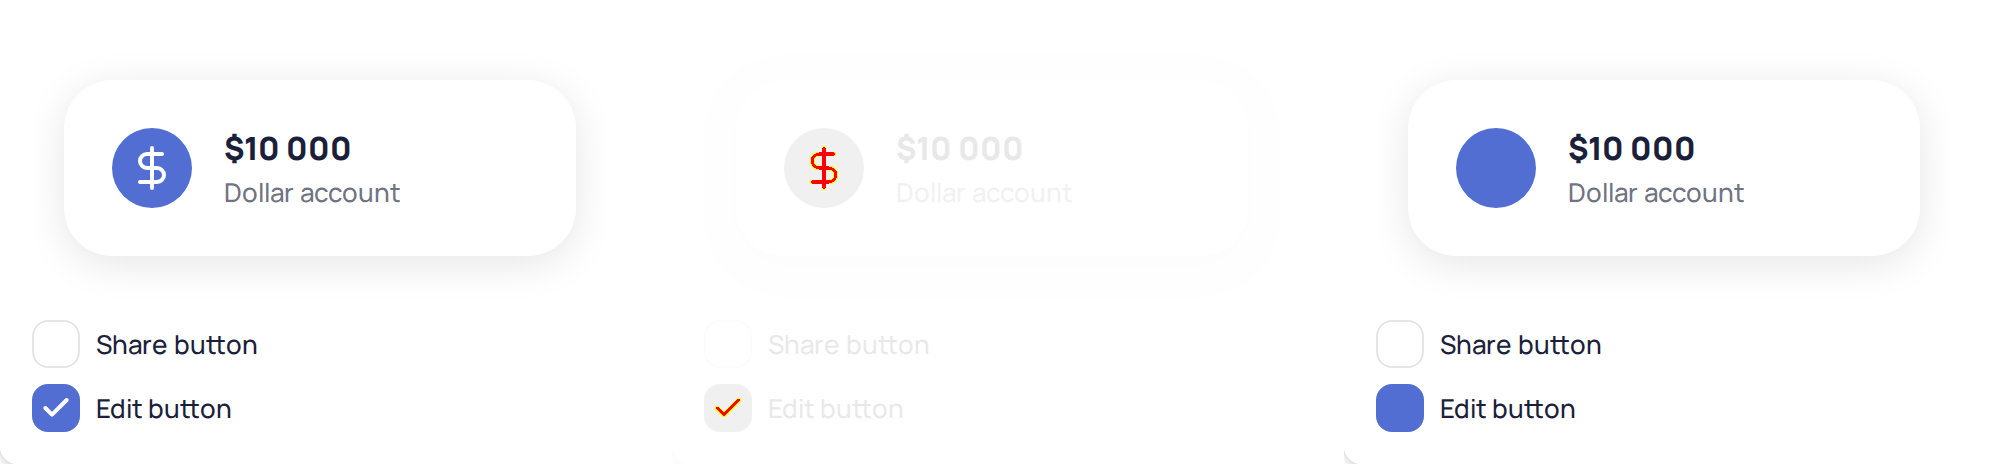 $
$10 000
Dollar account
Share button
Edit button
$
$10 000
Dollar account
Share button
Edit button
$10 000
Dollar account
Share button
Edit button